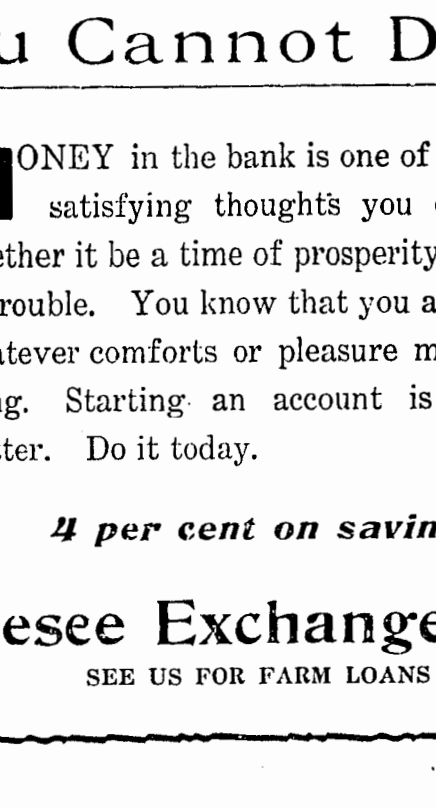 u Cannot D
ONEY in the bank is one of
satisfying thoughts you
ether it be a time of prosperity
rouble. You know that you a
atever comforts or pleasure m
ng. Starting an account is
tter. Do it today.
4 per cent on savin
esee Exchange
SEE US FOR FARM LOANS